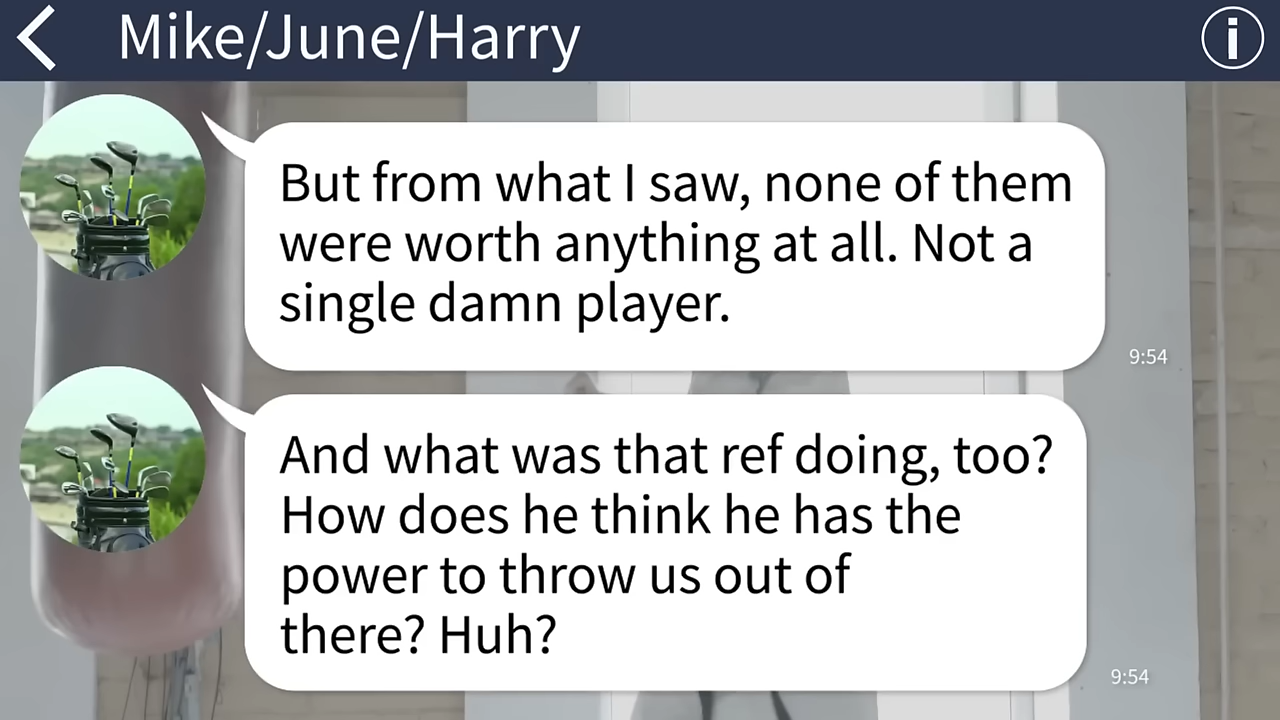 Mike/June/Harry
But from what I saw, none of them
were worth anything at all. Not a
single damn player.
9:54
And what was that ref doing, too?
How does he think he has the
power to throw us out of
there? Huh?
9:54